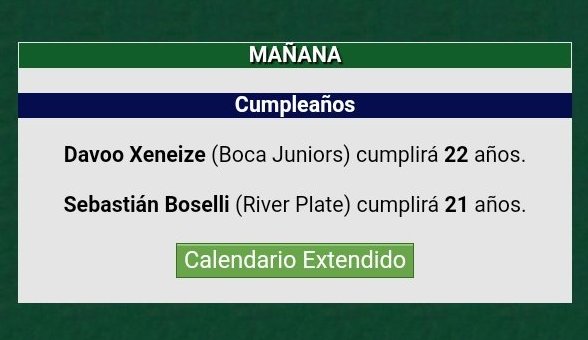 MAÑANA
Cumpleaños
Davoo Xeneize (Boca Juniors) cumplirá 22 años.
Sebastián Boselli (River Plate) cumplirá 21 años.
Calendario Extendido